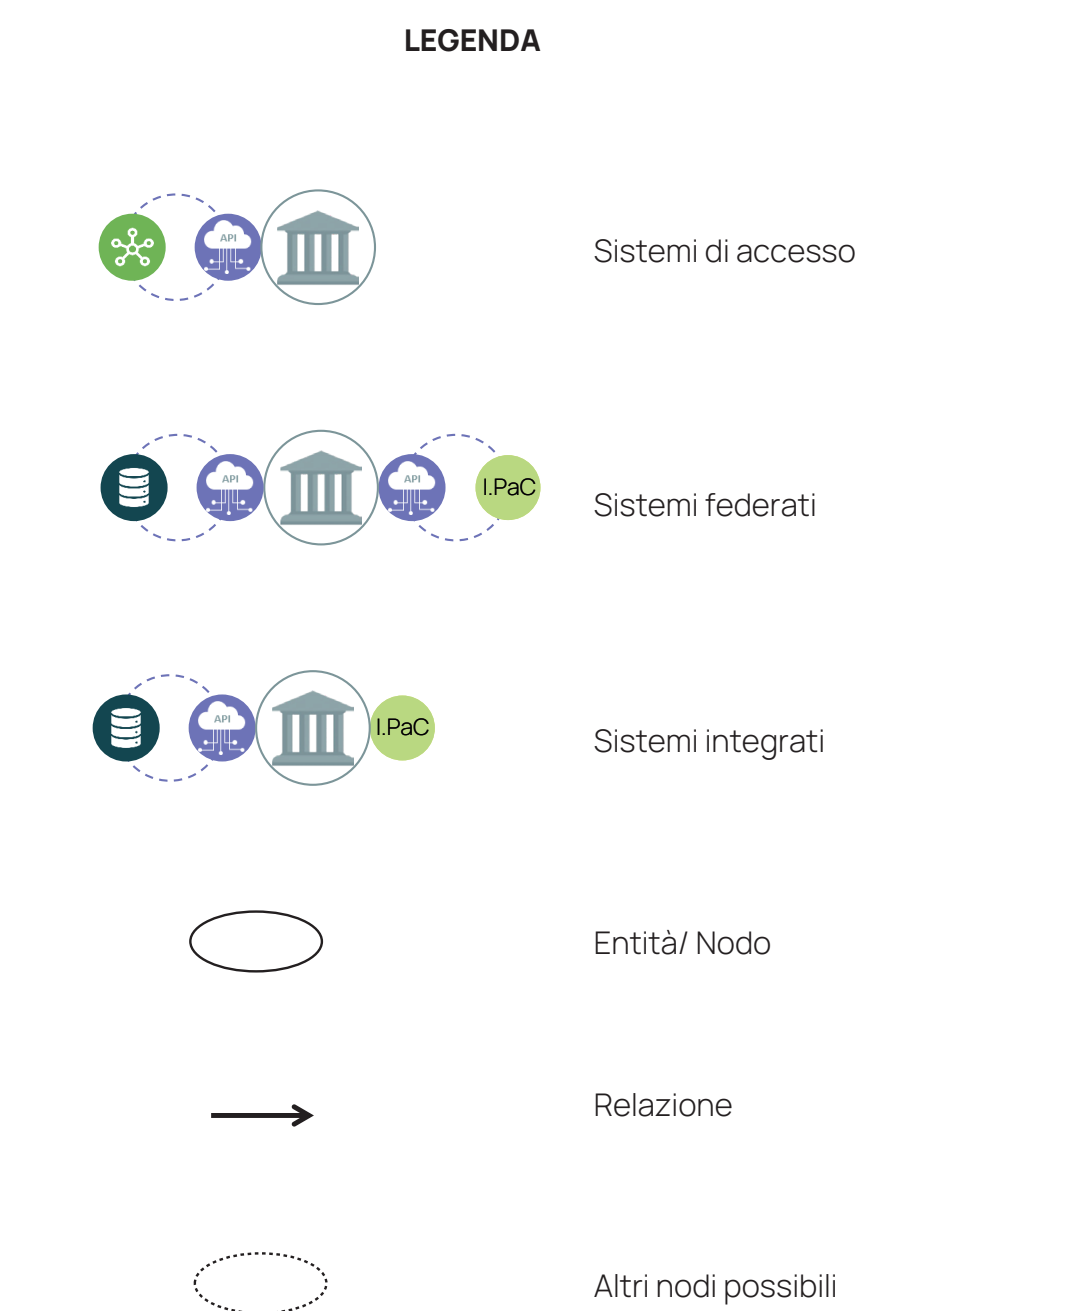 LEGENDA
API
Sistemi di accesso
API
API
I.PaC
Sistemi federati
API
I.PaC
Sistemi integrati
Entità/ Nodo
Relazione
Altri nodi possibili